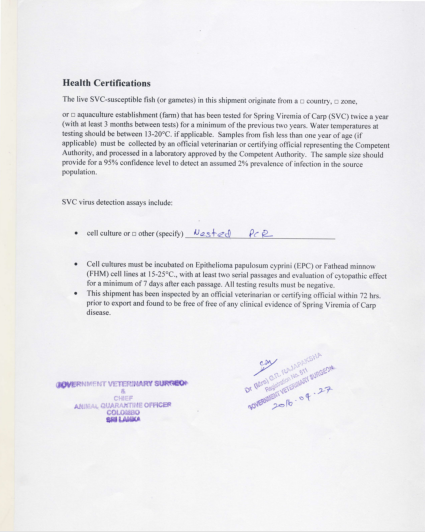 Health Certifications
The live SVC-susceptible fish (or gametes) in this shipment originate from a □ country, □ zone,
or □ aquaculture establishment (farm) that has been tested for Spring Viremia of Carp (SVC) twice a year
(with at least 3 months between tests) for a minimum of the previous two years. Water temperatures at
testing should be between 13-20°C. if applicable. Samples from fish less than one year of age (if
applicable) must be collected by an official veterinarian or certifying official representing the Competent
Authority, and processed in a laboratory approved by the Competent Authority. The sample size should
provide for a 95% confidence level to detect an assumed 2% prevalence of infection in the source
population.
SVC virus detection assays include:
• cell culture or □ other (specify) Nested PCR
• Cell cultures must be incubated on Epithelioma papulosum cyprini (EPC) or Fathead minnow
(FHM) cell lines at 15-25°C., with at least two serial passages and evaluation of cytopathic effect
for a minimum of 7 days after each passage. All testing results must be negative.
• This shipment has been inspected by an official veterinarian or certifying official within 72 hrs.
prior to export and found to be free of free of any clinical evidence of Spring Viremia of Carp
disease.
GOVERNMENT VETERINARY SURGEON
&
CHIEF
ANIMAL QUARANTINE OFFICER
COLOMBO
SRI LANKA
Dr (Mrs) D.R. RAJAPAKSHA
Registration No. 911
GOVERNMENT VETERINARY SURGEON
2016-09-22